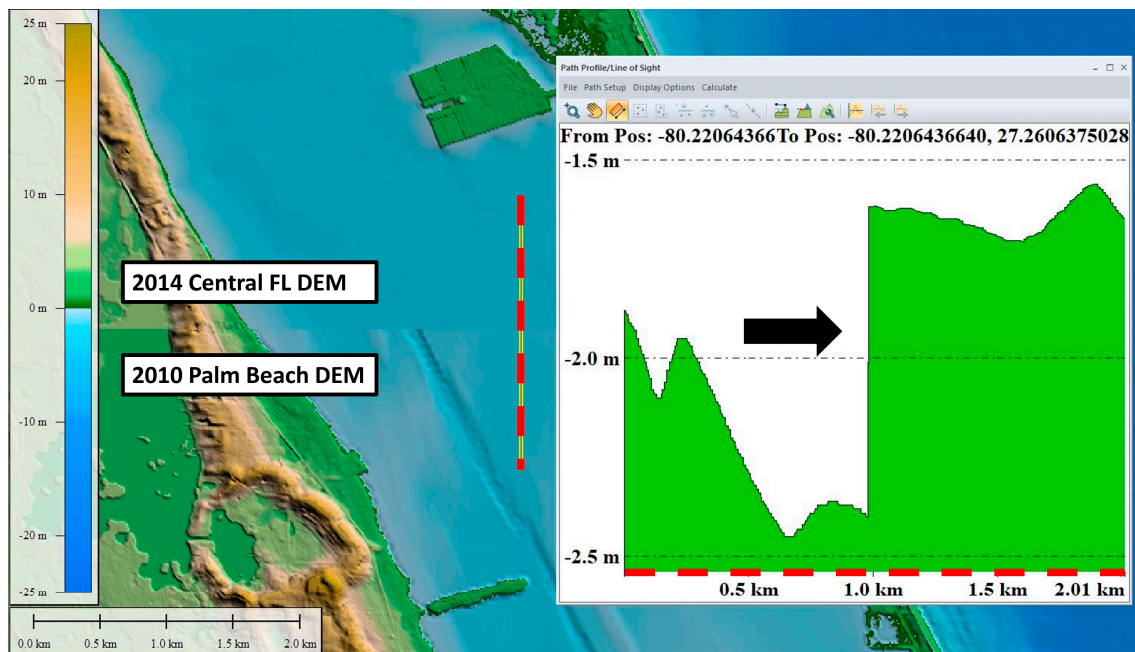 25 m
20 m
10 m
0 m
-10 m
-20 m
-25 m
2014 Central FL DEM
2010 Palm Beach DEM
0.0 km 0.5 km 1.0 km 1.5 km 2.0 km
Path Profile/Line of Sight
File Path Setup Display Options Calculate
From Pos: -80.22064366To Pos: -80.2206436640, 27.2606375028
-1.5 m
-2.0 m
-2.5 m
0.5 km 1.0 km 1.5 km 2.01 km